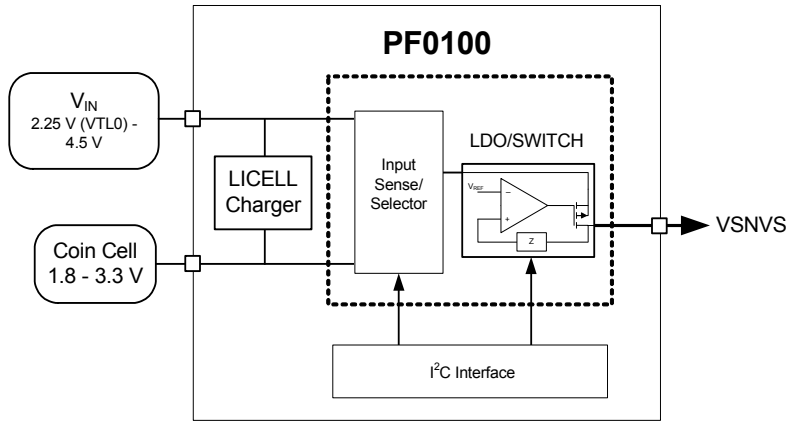 PF0100
V_IN
2.25 V (VTL0) -
4.5 V
LICELL
Charger
Coin Cell
1.8 - 3.3 V
Input
Sense/
Selector
LDO/SWITCH
V_REF
−
+
Z
VSNVS
I²C Interface